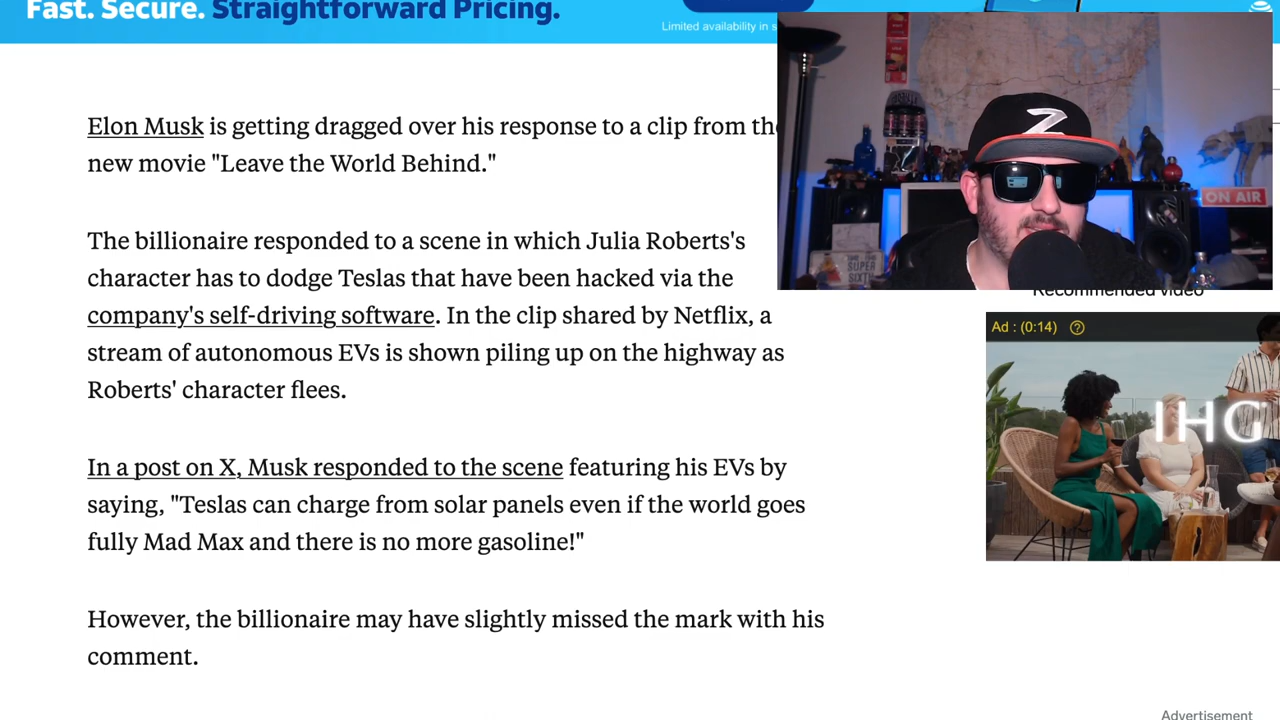 Fast. Secure. Straightforward Pricing.
Limited availability in s
Elon Musk is getting dragged over his response to a clip from the
new movie "Leave the World Behind."
The billionaire responded to a scene in which Julia Roberts's
character has to dodge Teslas that have been hacked via the
company's self-driving software. In the clip shared by Netflix, a
stream of autonomous EVs is shown piling up on the highway as
Roberts' character flees.
In a post on X, Musk responded to the scene featuring his EVs by
saying, "Teslas can charge from solar panels even if the world goes
fully Mad Max and there is no more gasoline!"
However, the billionaire may have slightly missed the mark with his
comment.
Z
ON AIR
SUPER
SIXTH
Recommended video
Ad : (0:14) ?
IHG
Advertisement